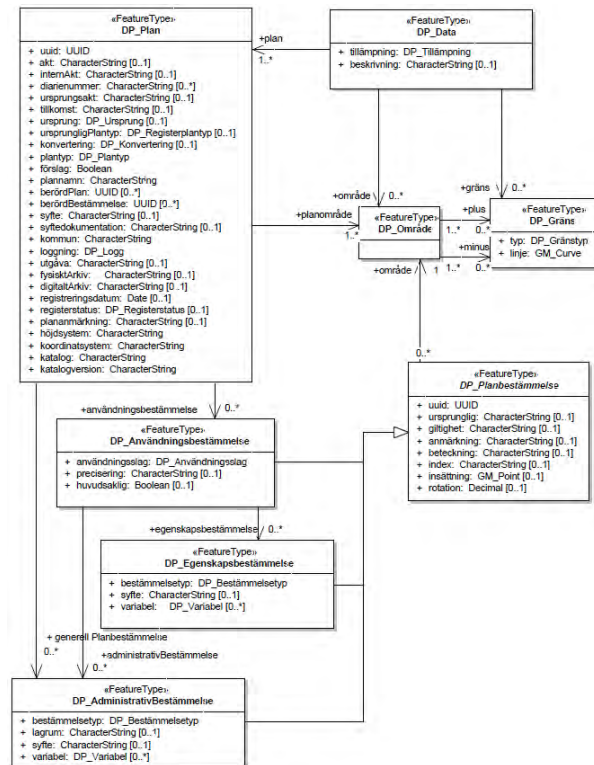 «FeatureType»
DP_Plan
+ uuid: UUID
+ akt: CharacterString [0..1]
+ internAkt: CharacterString [0..1]
+ diarienummer: CharacterString [0..*]
+ ursprungsakt: CharacterString [0..1]
+ tillkomst: CharacterString [0..1]
+ ursprung: DP_Ursprung [0..1]
+ ursprungligPlantyp: DP_Registerplantyp [0..1]
+ konvertering: DP_Konvertering [0..1]
+ plantyp: DP_Plantyp
+ förslag: Boolean
+ plannamn: CharacterString
+ berördPlan: UUID [0..*]
+ berördBestämmelse: UUID [0..*]
+ syfte: CharacterString [0..1]
+ syftedokumentation: CharacterString [0..1]
+ kommun: CharacterString
+ loggning: DP_Logg
+ utgåva: CharacterString [0..1]
+ fysisktArkiv: CharacterString [0..1]
+ digitaltArkiv: CharacterString [0..1]
+ registreringsdatum: Date [0..1]
+ registerstatus: DP_Registerstatus [0..1]
+ plananmärkning: CharacterString [0..1]
+ höjdsystem: CharacterString
+ koordinatsystem: CharacterString
+ katalog: CharacterString
+ katalogversion: CharacterString
+plan
1..*
«FeatureType»
DP_Data
+ tillämpning: DP_Tillämpning
+ beskrivning: CharacterString [0..1]
+område
0..*
+gräns
0..*
+planområde
1..*
«FeatureType»
DP_Område
+plus
1..*
0..*
+minus
1..*
0..*
«FeatureType»
DP_Gräns
+ typ: DP_Gränstyp
+ linje: GM_Curve
+område
1
0..*
«FeatureType»
DP_Planbestämmelse
+ uuid: UUID
+ ursprunglig: CharacterString [0..1]
+ giltighet: CharacterString [0..1]
+ anmärkning: CharacterString [0..1]
+ beteckning: CharacterString [0..1]
+ index: CharacterString [0..1]
+ insättning: GM_Point [0..1]
+ rotation: Decimal [0..1]
+användningsbestämmelse
0..*
«FeatureType»
DP_Användningsbestämmelse
+ användningsslag: DP_Användningsslag
+ precisering: CharacterString [0..1]
+ huvudsaklig: Boolean [0..1]
+egenskapsbestämmelse
0..*
«FeatureType»
DP_Egenskapsbestämmelse
+ bestämmelsetyp: DP_Bestämmelsetyp
+ syfte: CharacterString [0..1]
+ variabel: DP_Variabel [0..*]
+ generell Planbestämmelse
0..*
+administrativBestämmelse
0..*
«FeatureType»
DP_AdministrativBestämmelse
+ bestämmelsetyp: DP_Bestämmelsetyp
+ lagrum: CharacterString [0..1]
+ syfte: CharacterString [0..1]
+ variabel: DP_Variabel [0..*]